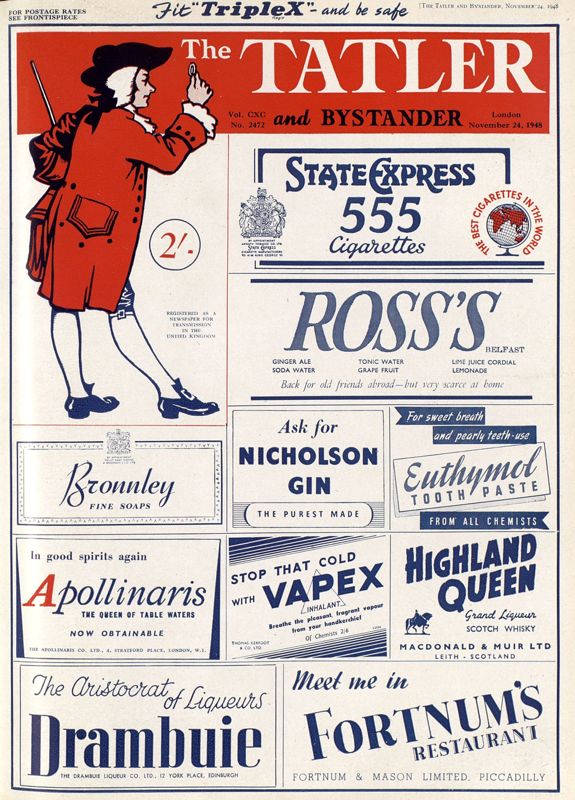 FOR POSTAGE RATES
SEE FRONTISPIECE
Fit "TripleX" - and be safe
[THE TATLER AND BYSTANDER, NOVEMBER 24, 1948
The TATLER
Vol. CXC
No. 2472
and BYSTANDER
London
November 24, 1948
2/-
REGISTERED AS A
NEWSPAPER FOR
TRANSMISSION
IN THE
UNITED KINGDOM
STATE EXPRESS
555
Cigarettes
THE BEST CIGARETTES IN THE WORLD
ROSS'S
BELFAST
GINGER ALE
SODA WATER
TONIC WATER
GRAPE FRUIT
LIME JUICE CORDIAL
LEMONADE
Back for old friends abroad—but very scarce at home
Bronnley
FINE SOAPS
Ask for
NICHOLSON
GIN
THE PUREST MADE
For sweet breath
and pearly teeth-use
Euthymol
TOOTH PASTE
FROM ALL CHEMISTS
In good spirits again
Apollinaris
THE QUEEN OF TABLE WATERS
NOW OBTAINABLE
THE APOLLINARIS CO. LTD., 4, STRATFORD PLACE, LONDON, W.1.
STOP THAT COLD
WITH VAPEX
INHALANT
Breathe the pleasant, fragrant vapour
from your handkerchief
Of Chemists 2/6
THOMAS KERFOOT
& CO. LTD.
HIGHLAND
QUEEN
Grand Liqueur
SCOTCH WHISKY
MACDONALD & MUIR LTD
LEITH - SCOTLAND
The Aristocrat
of Liqueurs
Drambuie
THE DRAMBUIE LIQUEUR CO. LTD., 12 YORK PLACE, EDINBURGH
Meet me in
FORTNUM'S
RESTAURANT
FORTNUM & MASON LIMITED, PICCADILLY